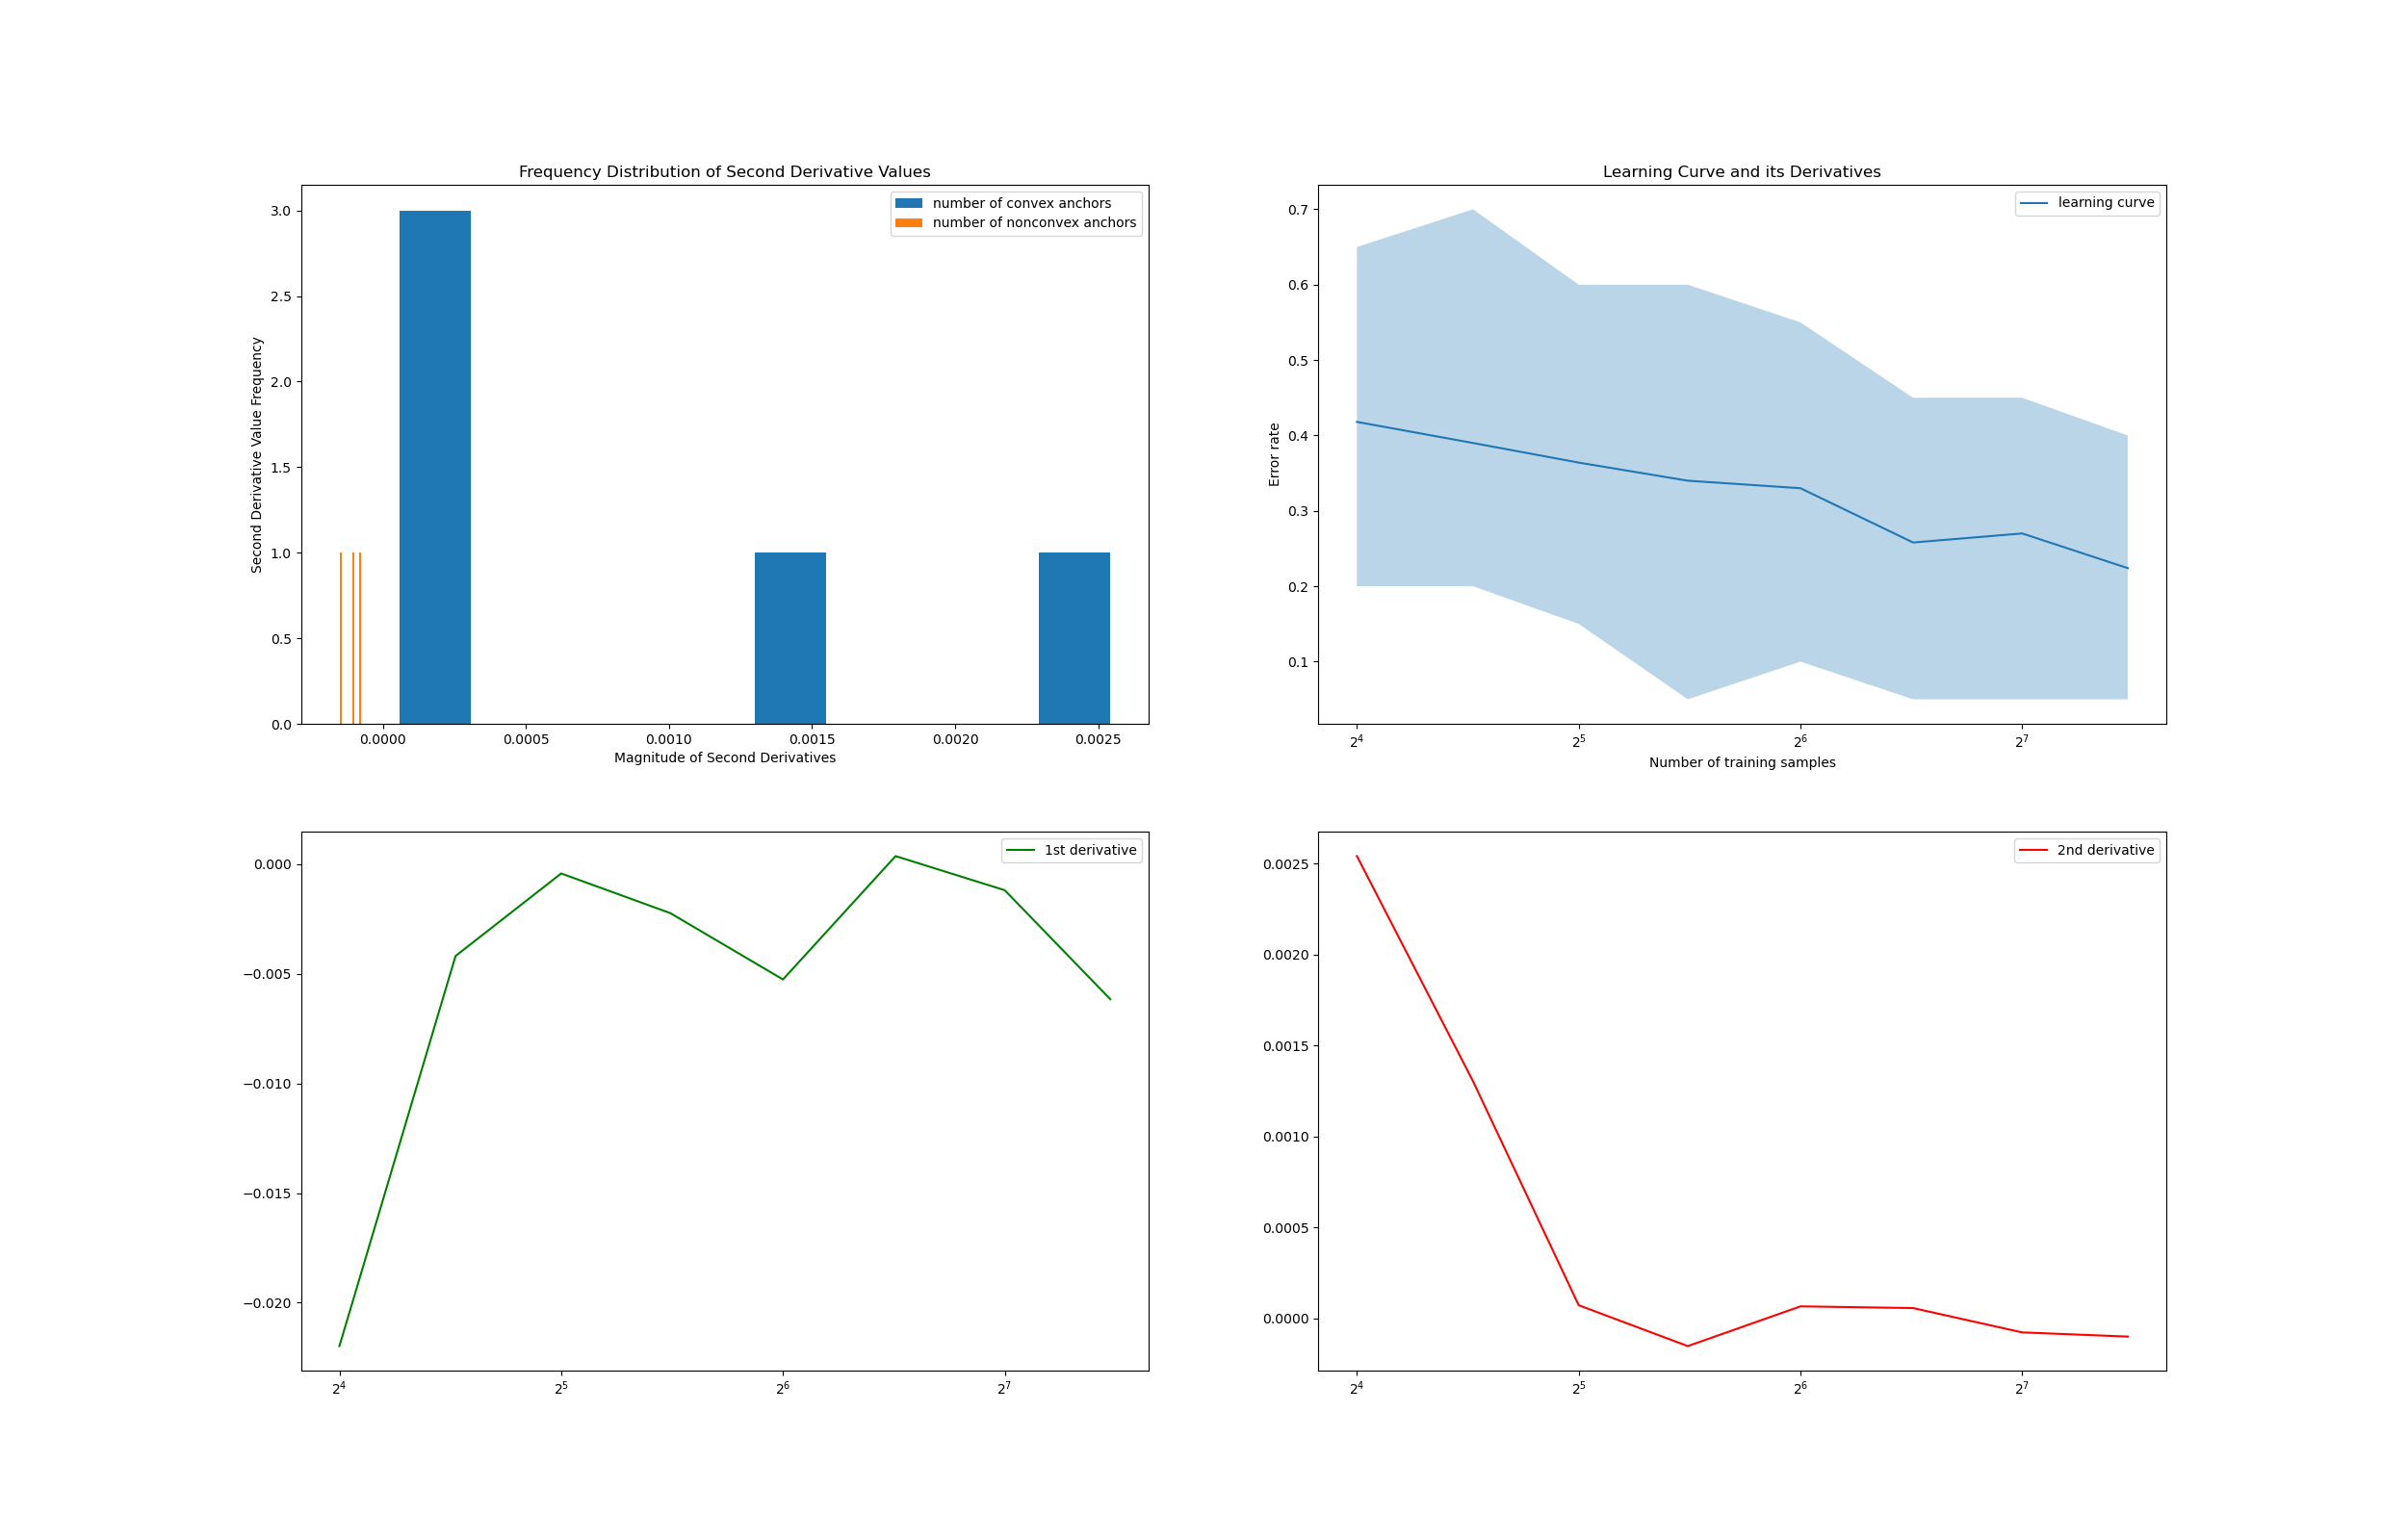 Frequency Distribution of Second Derivative Values
number of convex anchors
number of nonconvex anchors
3.0
2.5
2.0
1.5
1.0
0.5
0.0
Second Derivative Value Frequency
0.0000 0.0005 0.0010 0.0015 0.0020 0.0025
Magnitude of Second Derivatives
Learning Curve and its Derivatives
learning curve
0.7
0.6
0.5
0.4
0.3
0.2
0.1
Error rate
2⁴ 2⁵ 2⁶ 2⁷
Number of training samples
1st derivative
0.000
−0.005
−0.010
−0.015
−0.020
2⁴ 2⁵ 2⁶ 2⁷
2nd derivative
0.0025
0.0020
0.0015
0.0010
0.0005
0.0000
2⁴ 2⁵ 2⁶ 2⁷